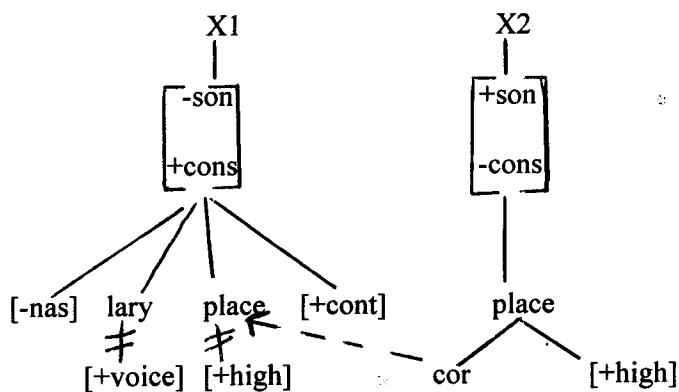 X1 X2
-son +son
+cons -cons
[-nas] lary place [+cont] place
[+voice] [+high] cor [+high]